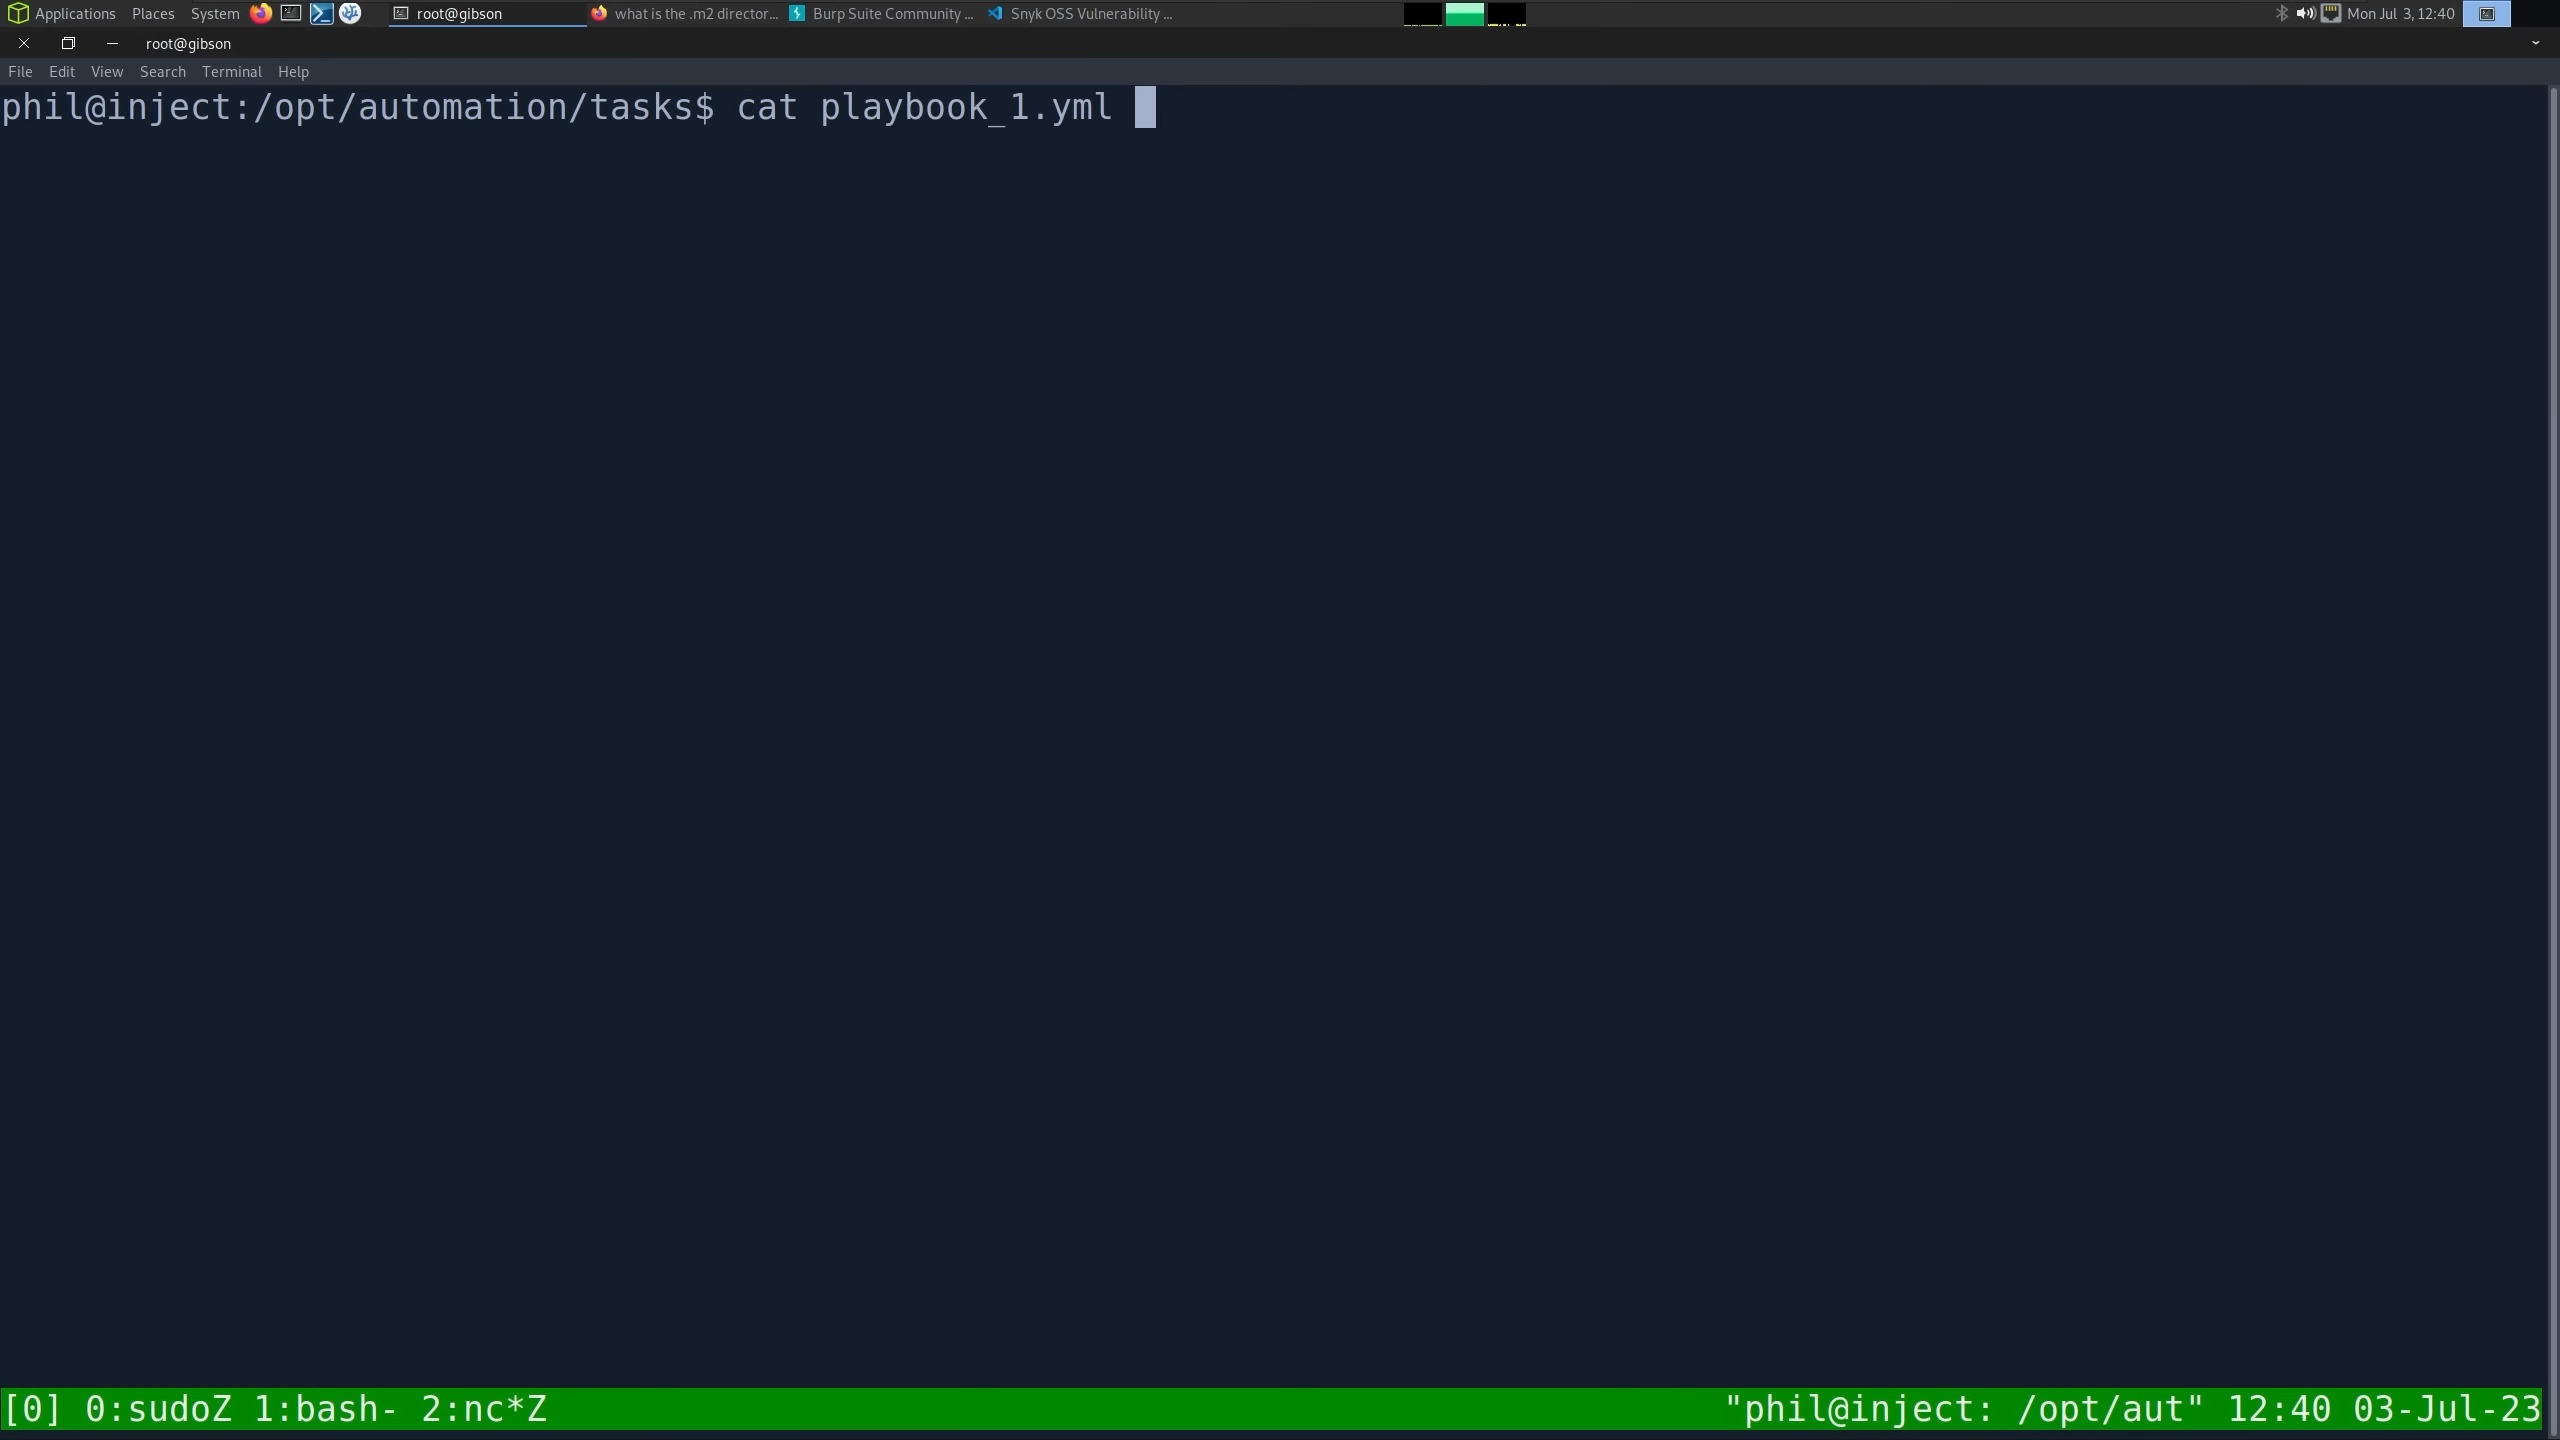 Applications Places System root@gibson what is the .m2 director... Burp Suite Community ... Snyk OSS Vulnerability ... Mon Jul 3, 12:40
root@gibson
File Edit View Search Terminal Help
phil@inject:/opt/automation/tasks$ cat playbook_1.yml
[0] 0:sudoZ 1:bash- 2:nc*Z "phil@inject: /opt/aut" 12:40 03-Jul-23